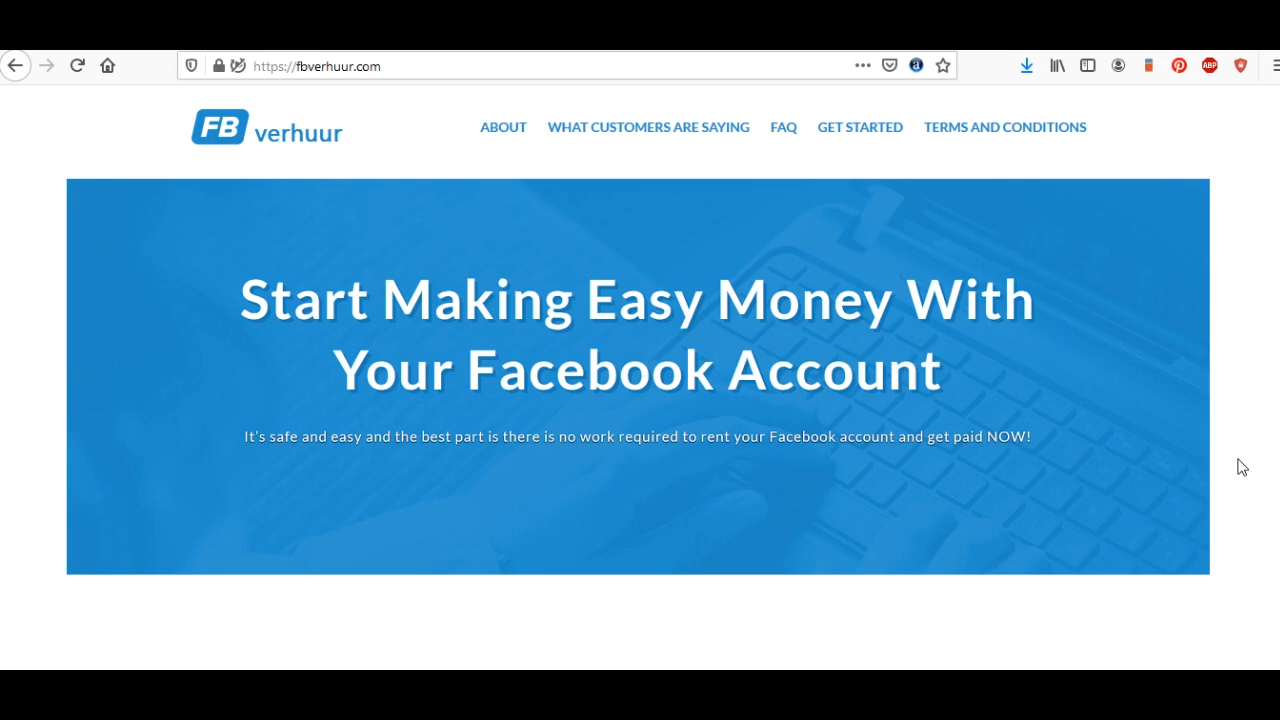 https://fbverhuur.com
FB verhuur
ABOUT WHAT CUSTOMERS ARE SAYING FAQ GET STARTED TERMS AND CONDITIONS
Start Making Easy Money With
Your Facebook Account
It's safe and easy and the best part is there is no work required to rent your Facebook account and get paid NOW!
ABP